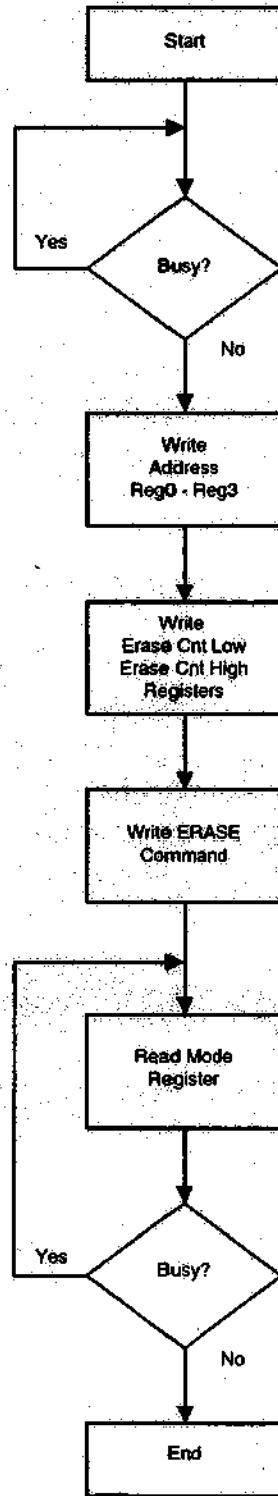 Start
Yes
Busy?
No
Write
Address
Reg0 - Reg3
Write
Erase Cnt Low
Erase Cnt High
Registers
Write ERASE
Command
Read Mode
Register
Yes
Busy?
No
End